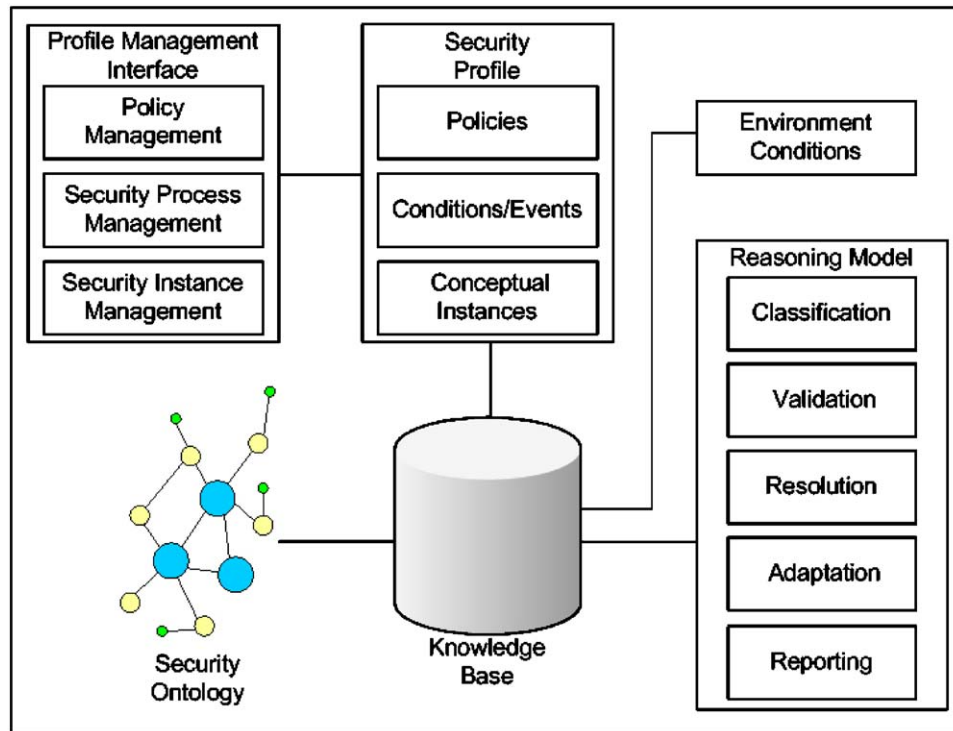 Profile Management
Interface
Policy
Management
Security Process
Management
Security Instance
Management
Security
Profile
Policies
Conditions/Events
Conceptual
Instances
Environment
Conditions
Reasoning Model
Classification
Validation
Resolution
Adaptation
Reporting
Security
Ontology
Knowledge
Base